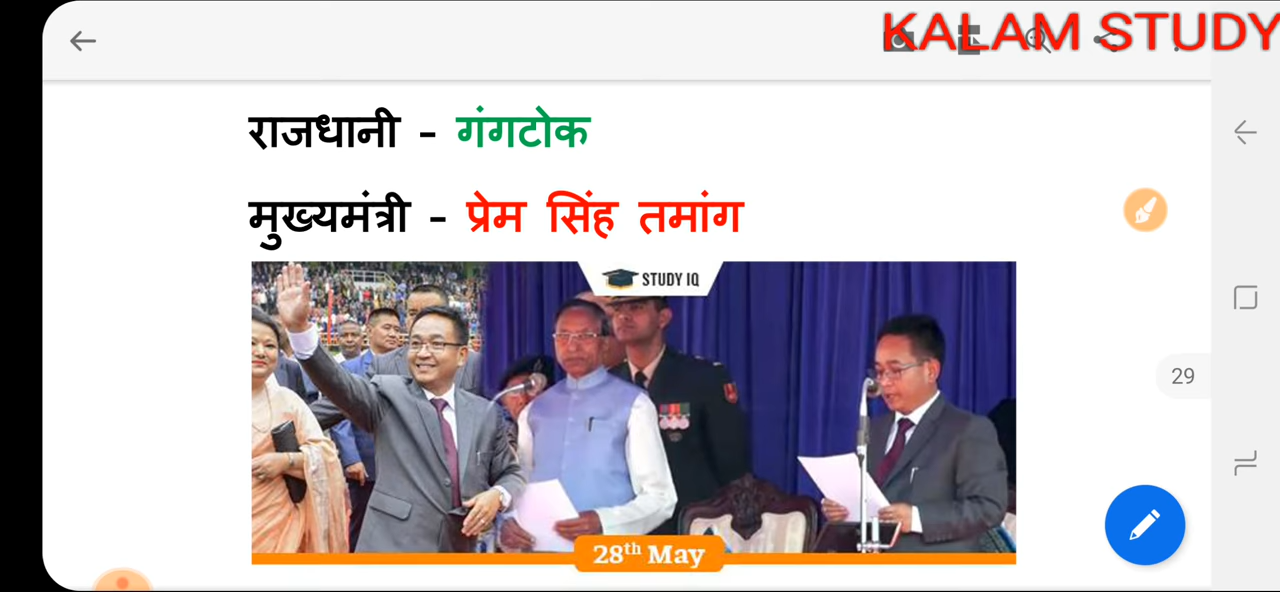 KALAM STUDY
राजधानी - गंगटोक
मुख्यमंत्री - प्रेम सिंह तमांग
STUDY IQ
29
28th May